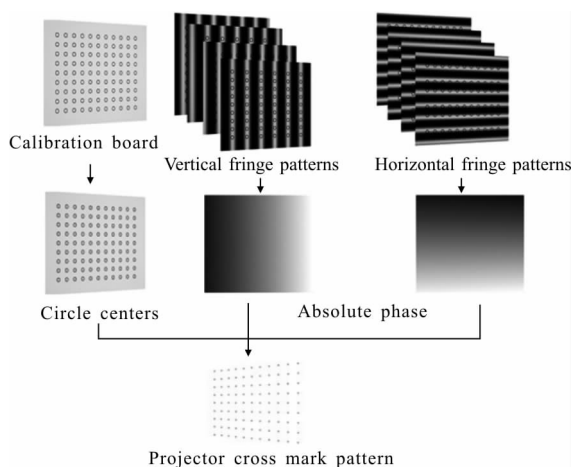 Calibration board
Vertical fringe patterns
Horizontal fringe patterns
Circle centers
Absolute phase
Projector cross mark pattern